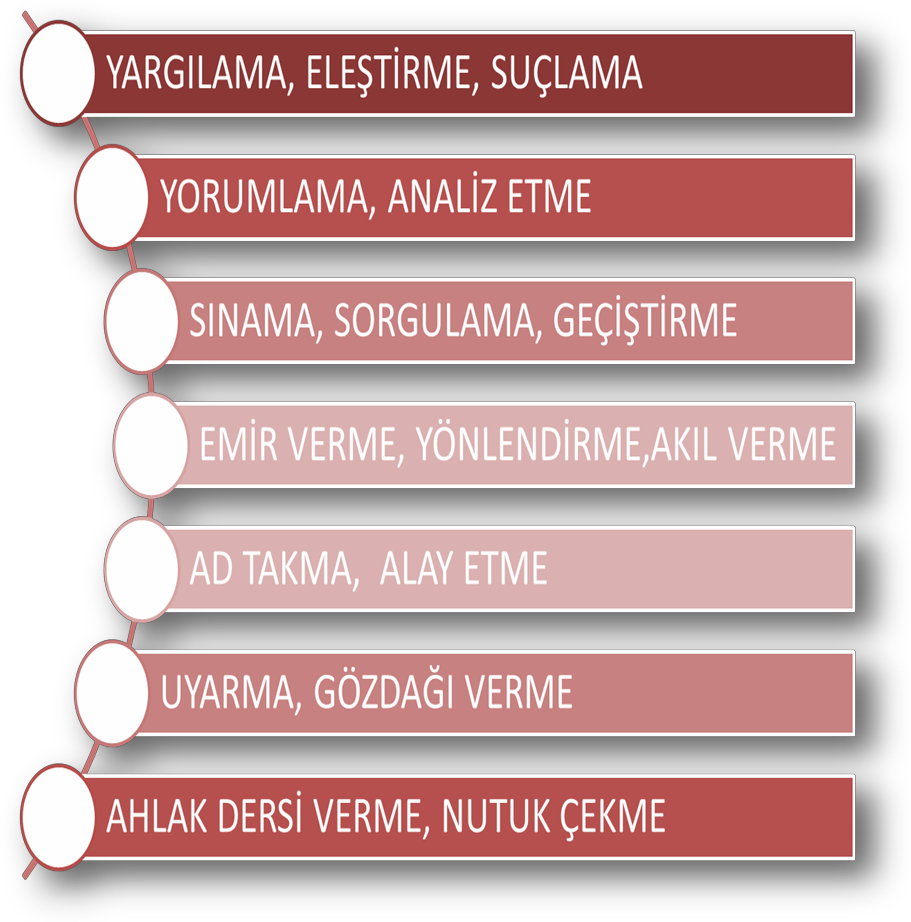 YARGILAMA, ELEŞTİRME, SUÇLAMA
YORUMLAMA, ANALİZ ETME
SINAMA, SORGULAMA, GEÇİŞTİRME
EMİR VERME, YÖNLENDİRME,AKIL VERME
AD TAKMA,  ALAY ETME
UYARMA, GÖZDAĞI VERME
AHLAK DERSİ VERME, NUTUK ÇEKME